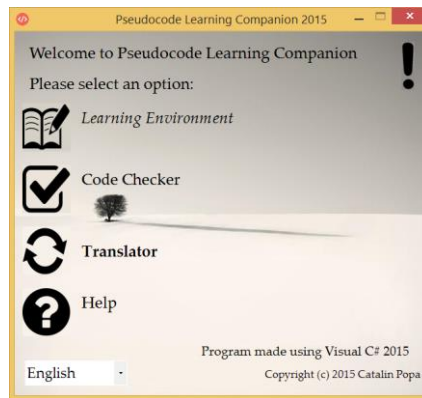 Pseudocode Learning Companion 2015
Welcome to Pseudocode Learning Companion
Please select an option:
Learning Environment
Code Checker
Translator
Help
Program made using Visual C# 2015
English
Copyright (c) 2015 Catalin Popa